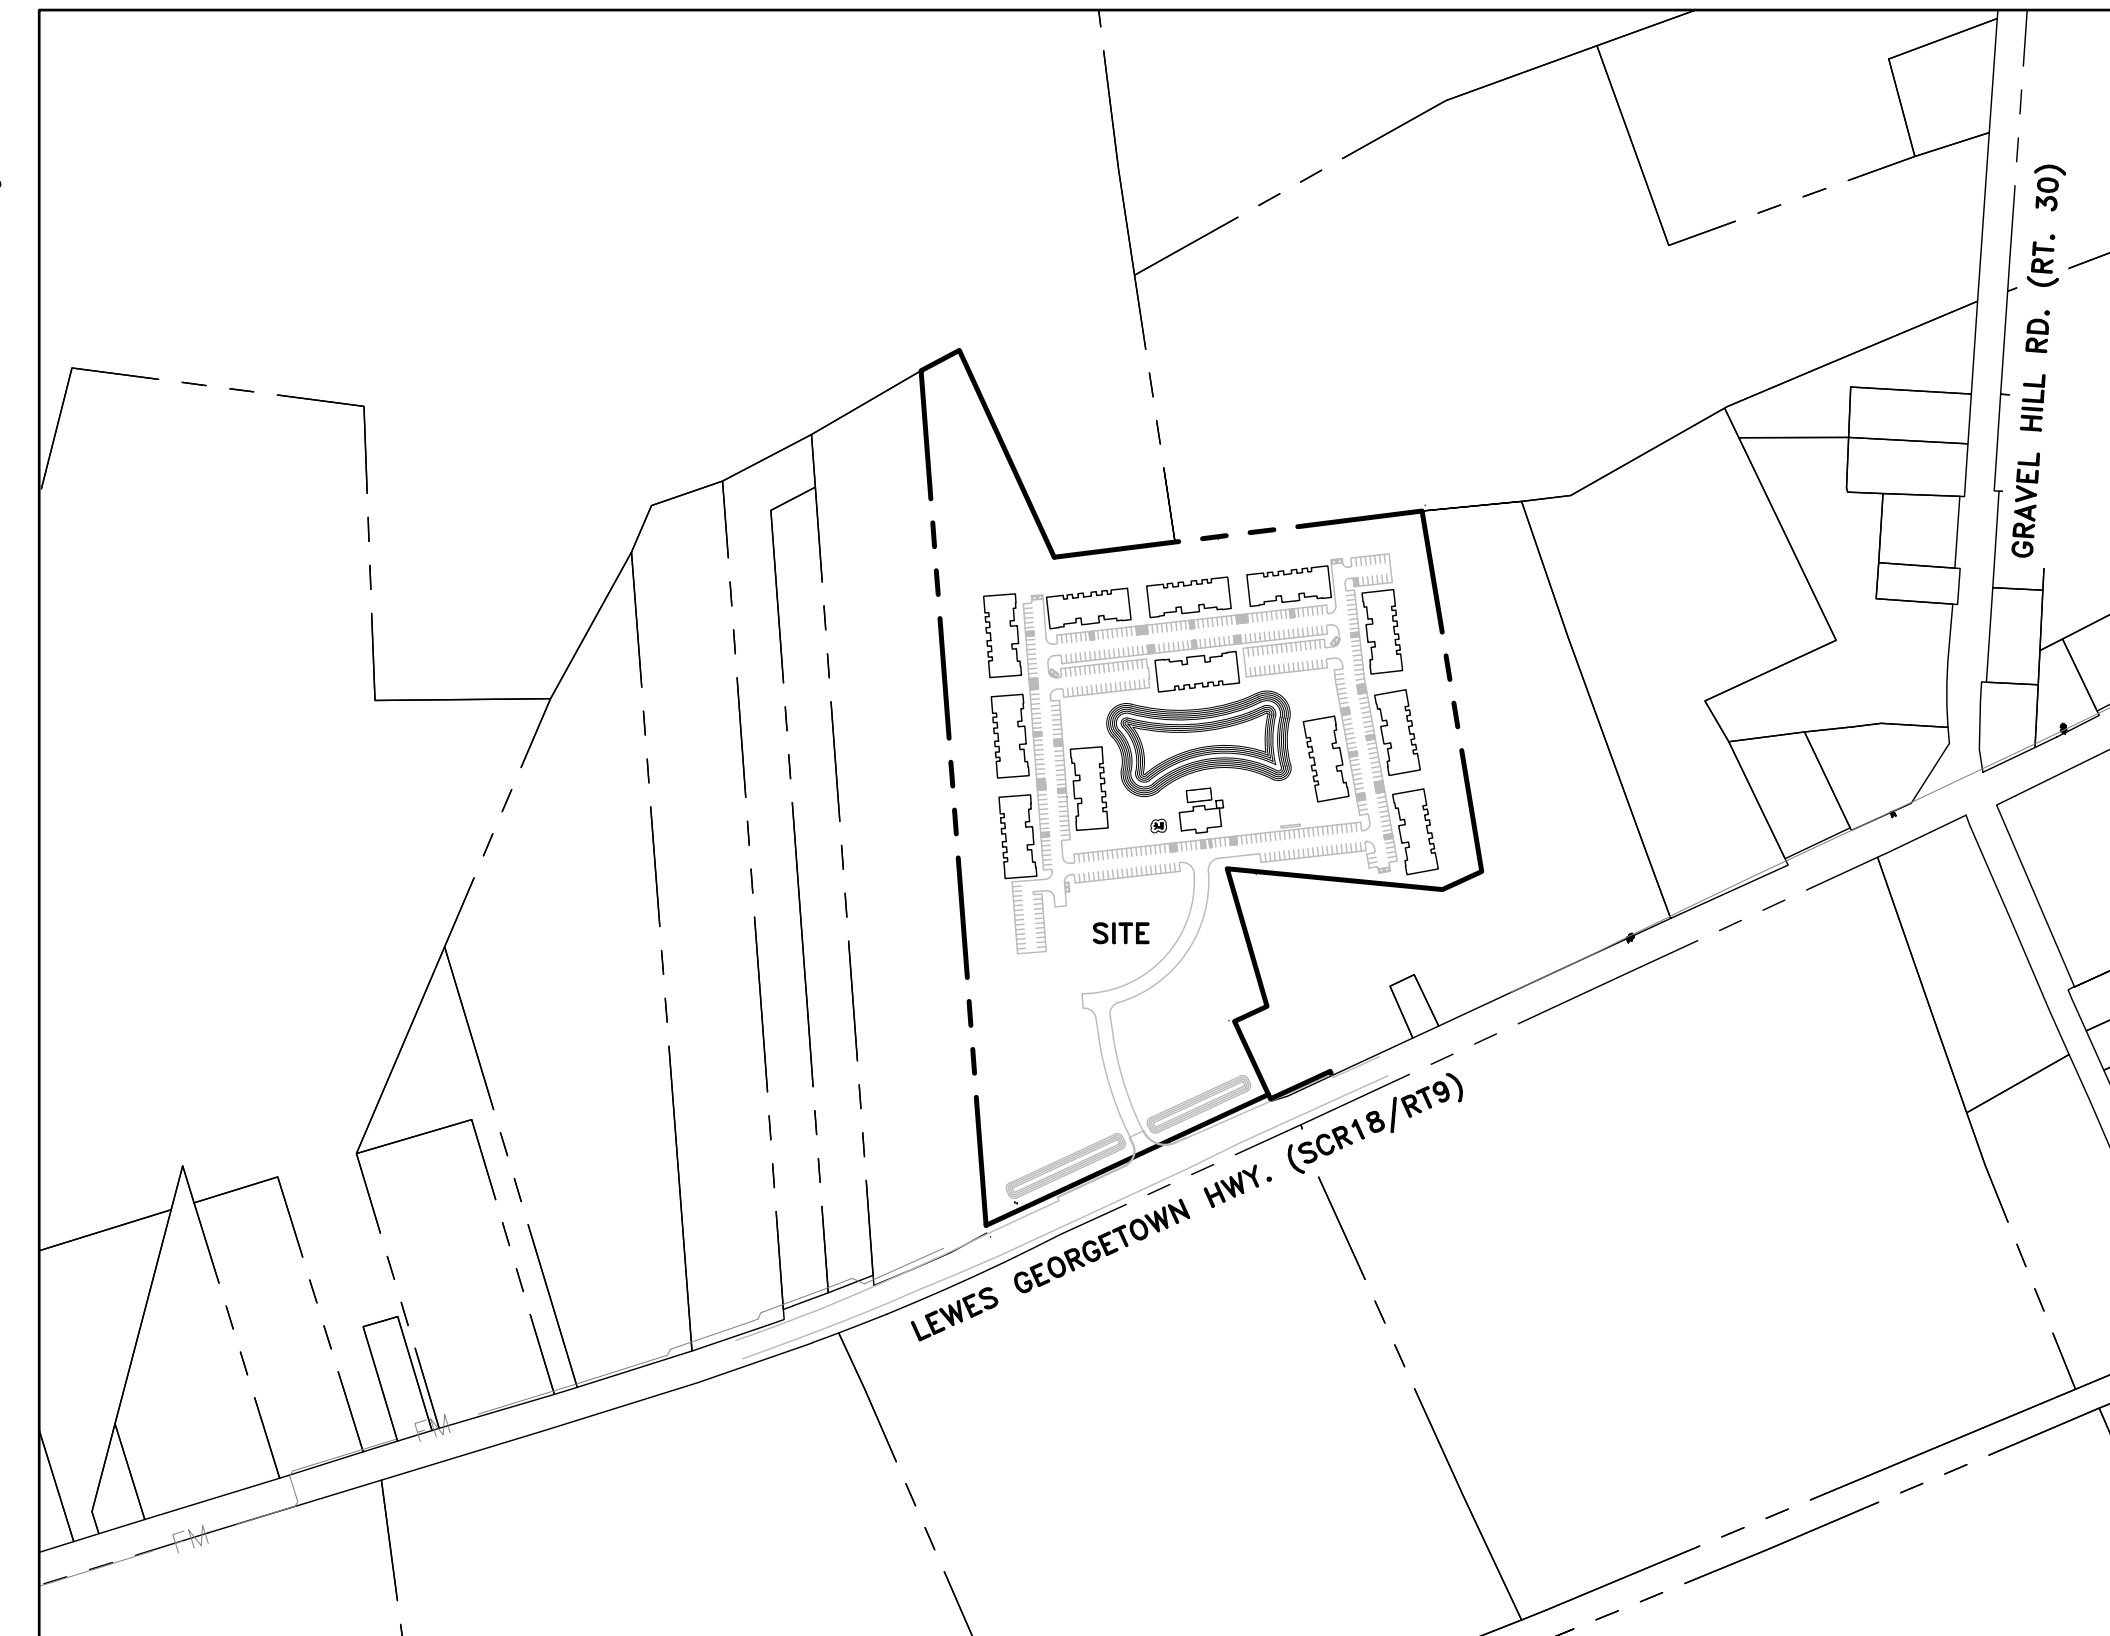 GRAVEL HILL RD. (RT. 30)
SITE
LEWES GEORGETOWN HWY. (SCR18/RT9)
FM
FM